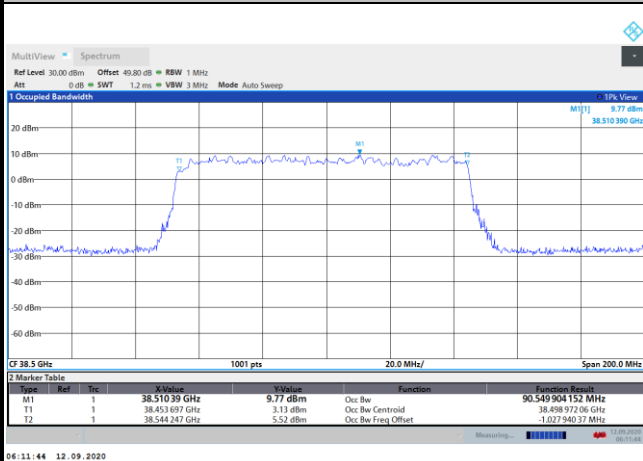 MultiView Spectrum
Ref Level 30.00 dBm Offset 49.80 dB RBW 1 MHz
Att 0 dB SWT 1.2 ms VBW 3 MHz Mode Auto Sweep
1 Occupied Bandwidth 1Pk View
M1[1] 9.77 dBm
38.510 390 GHz
20 dBm
M1
10 dBm
T1 T2
0 dBm
-10 dBm
-20 dBm
-30 dBm
-40 dBm
-50 dBm
-60 dBm
CF 38.5 GHz 1001 pts 20.0 MHz/ Span 200.0 MHz
2 Marker Table
Type Ref Trc X-Value Y-Value Function Function Result
M1 1 38.510 39 GHz 9.77 dBm Occ Bw 90.549 904 152 MHz
T1 1 38.453 697 GHz 3.13 dBm Occ Bw Centroid 38.498 972 06 GHz
T2 1 38.544 247 GHz 5.52 dBm Occ Bw Freq Offset -1.027 940 37 MHz
Measuring... 12.09.2020
06:11:44
06:11:44 12.09.2020